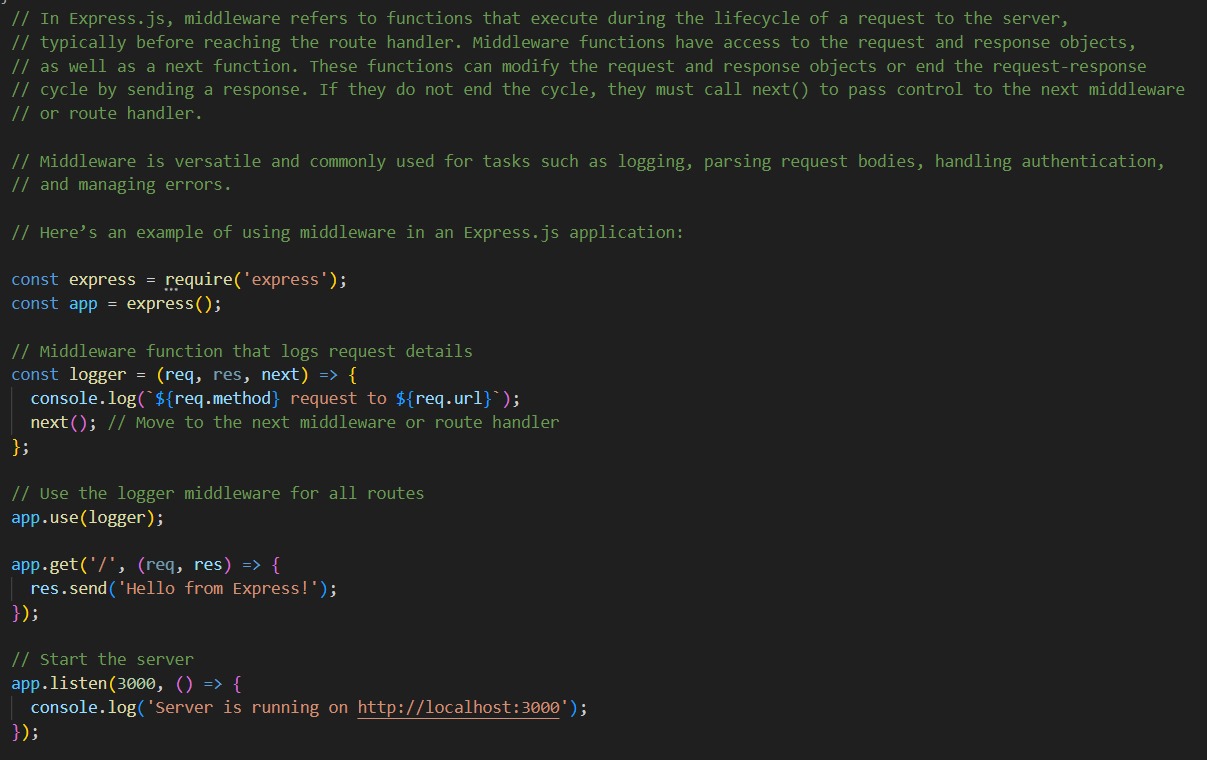 // In Express.js, middleware refers to functions that execute during the lifecycle of a request to the server,
// typically before reaching the route handler. Middleware functions have access to the request and response objects,
// as well as a next function. These functions can modify the request and response objects or end the request-response
// cycle by sending a response. If they do not end the cycle, they must call next() to pass control to the next middleware
// or route handler.

// Middleware is versatile and commonly used for tasks such as logging, parsing request bodies, handling authentication,
// and managing errors.

// Here’s an example of using middleware in an Express.js application:

const express = require('express');
const app = express();

// Middleware function that logs request details
const logger = (req, res, next) => {
  console.log(`${req.method} request to ${req.url}`);
  next(); // Move to the next middleware or route handler
};

// Use the logger middleware for all routes
app.use(logger);

app.get('/', (req, res) => {
  res.send('Hello from Express!');
});

// Start the server
app.listen(3000, () => {
  console.log('Server is running on http://localhost:3000');
});